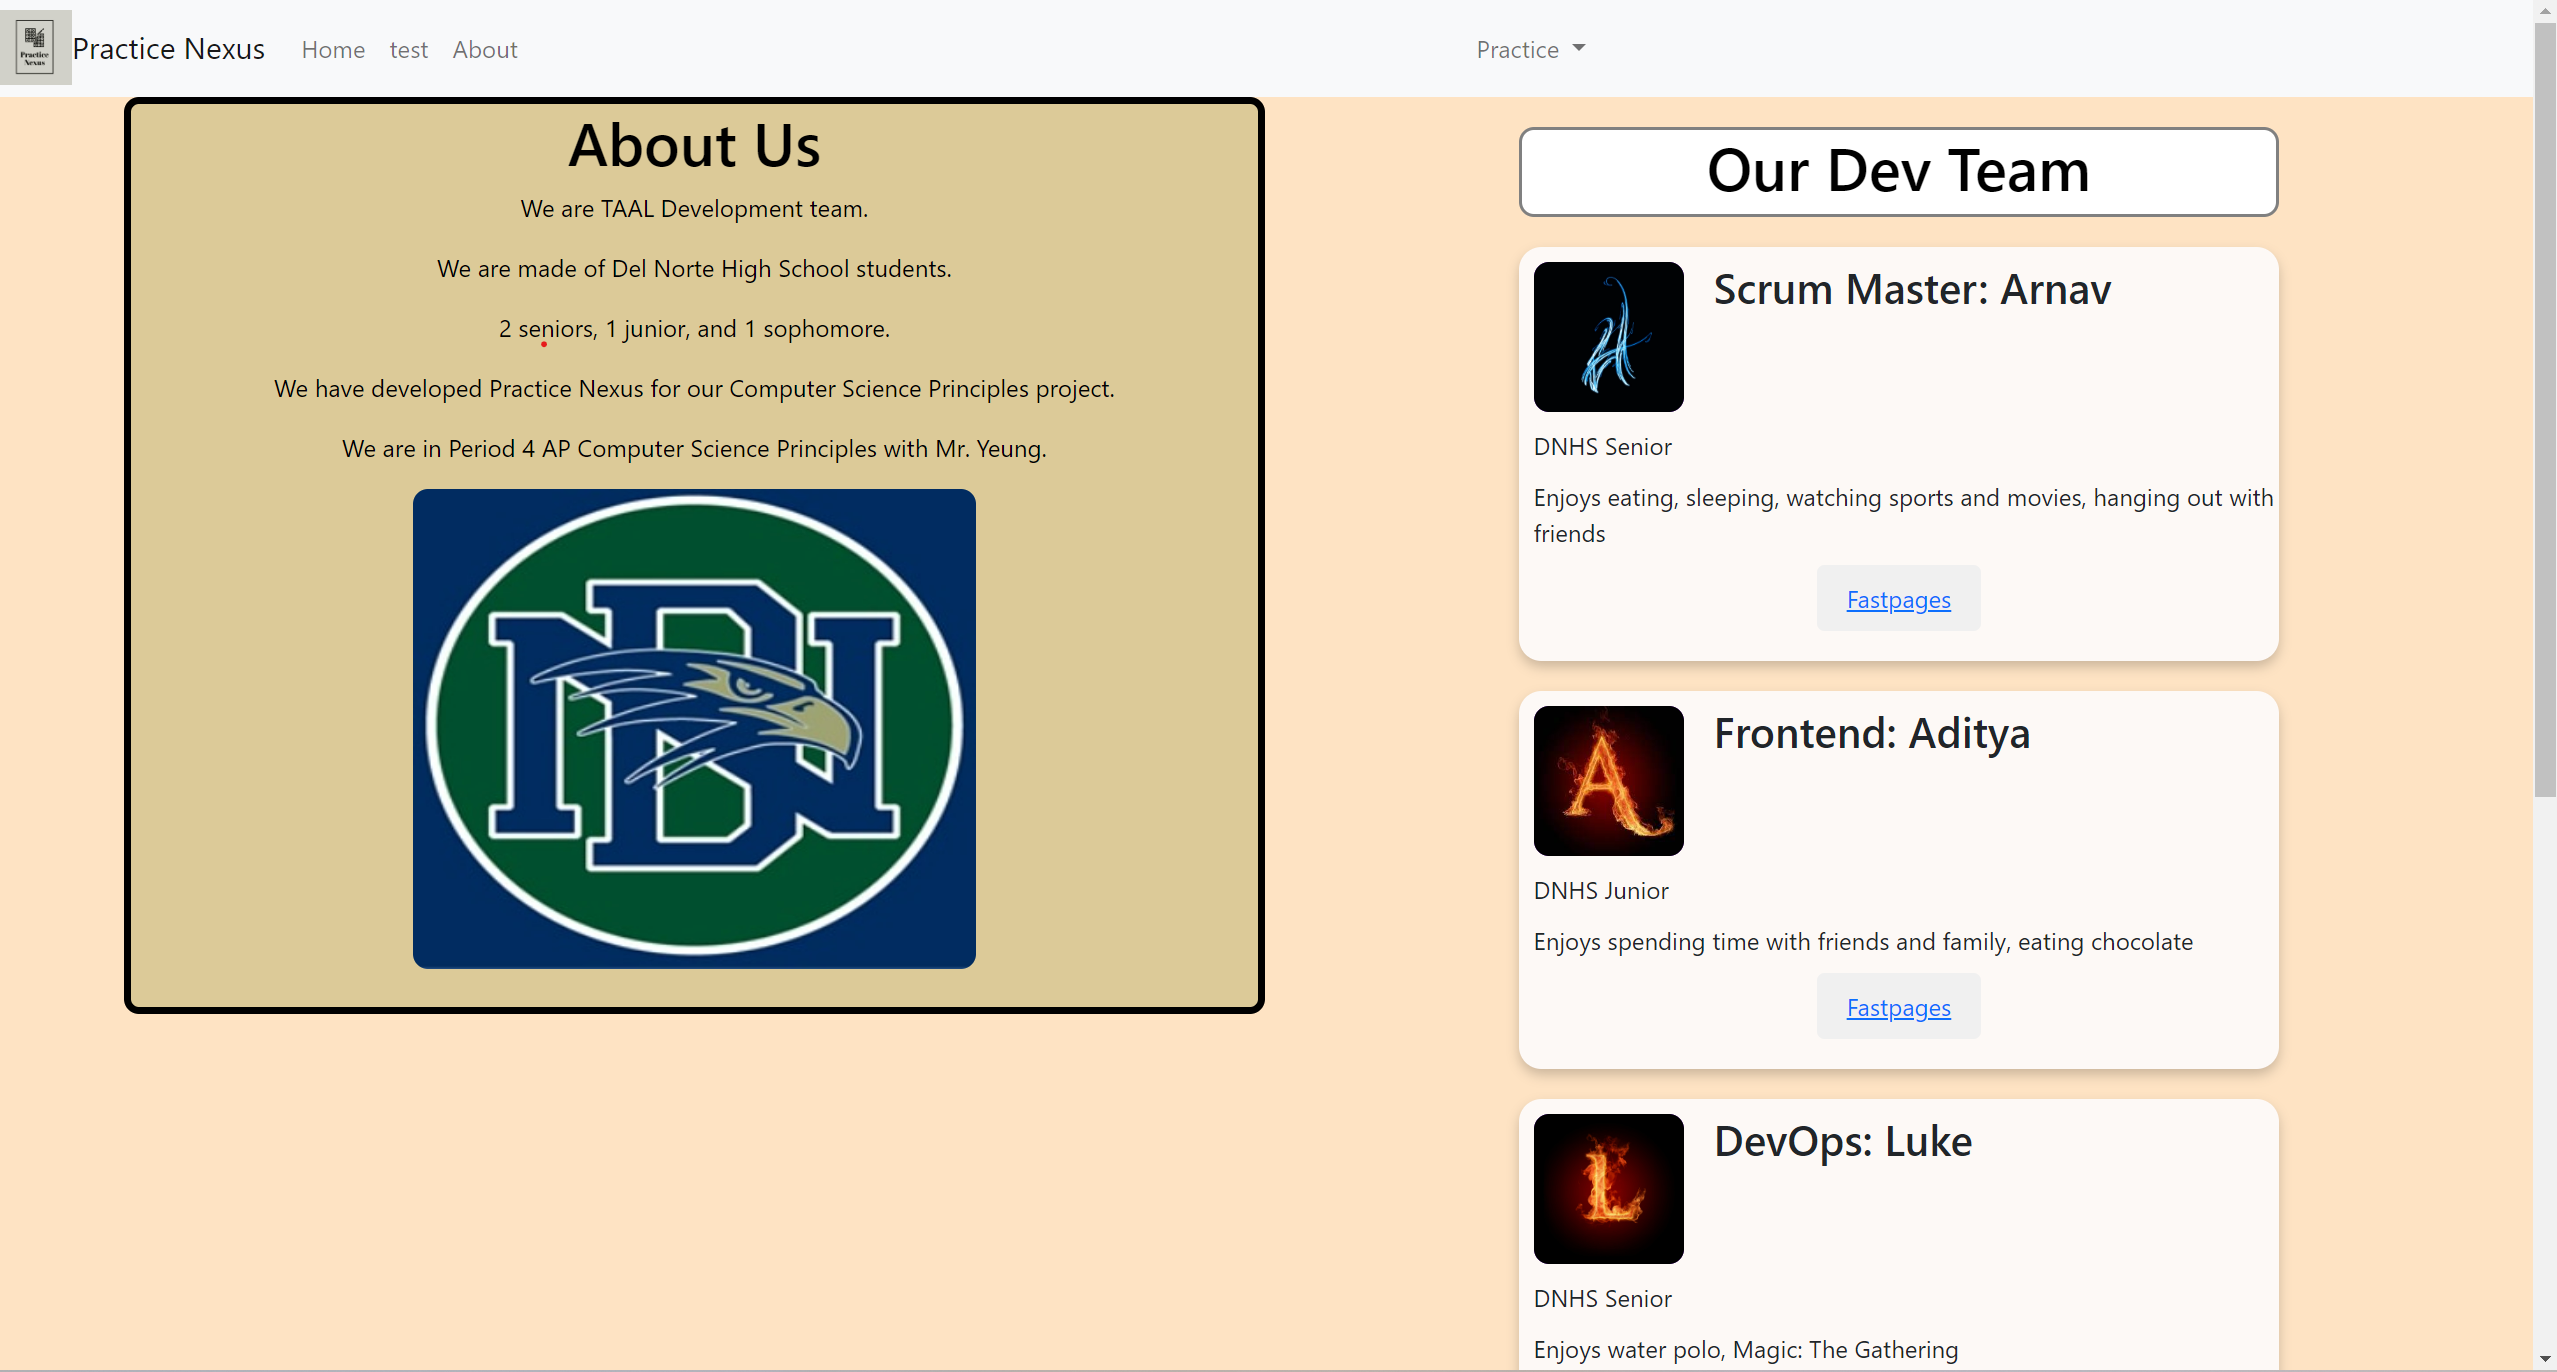 Practice
Nexus
Practice Nexus
Home
test
About
Practice
About Us
We are TAAL Development team.
We are made of Del Norte High School students.
2 seniors, 1 junior, and 1 sophomore.
We have developed Practice Nexus for our Computer Science Principles project.
We are in Period 4 AP Computer Science Principles with Mr. Yeung.
DN
Our Dev Team
A
Scrum Master: Arnav
DNHS Senior
Enjoys eating, sleeping, watching sports and movies, hanging out with
friends
Fastpages
A
Frontend: Aditya
DNHS Junior
Enjoys spending time with friends and family, eating chocolate
Fastpages
L
DevOps: Luke
DNHS Senior
Enjoys water polo, Magic: The Gathering